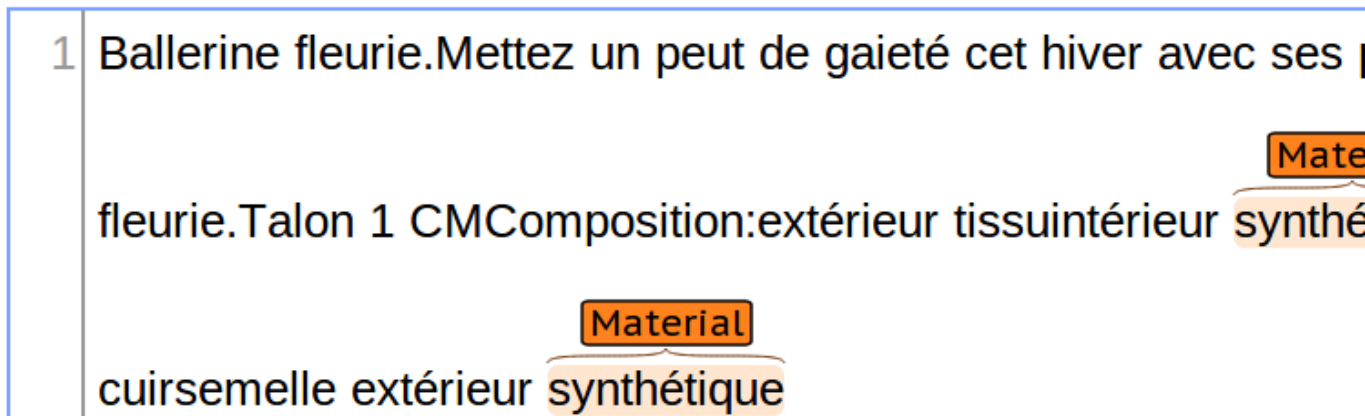 1 Ballerine fleurie.Mettez un peut de gaieté cet hiver avec ses
fleurie.Talon 1 CMComposition:extérieur tissuintérieur
Material
cuirsemelle extérieur synthétique